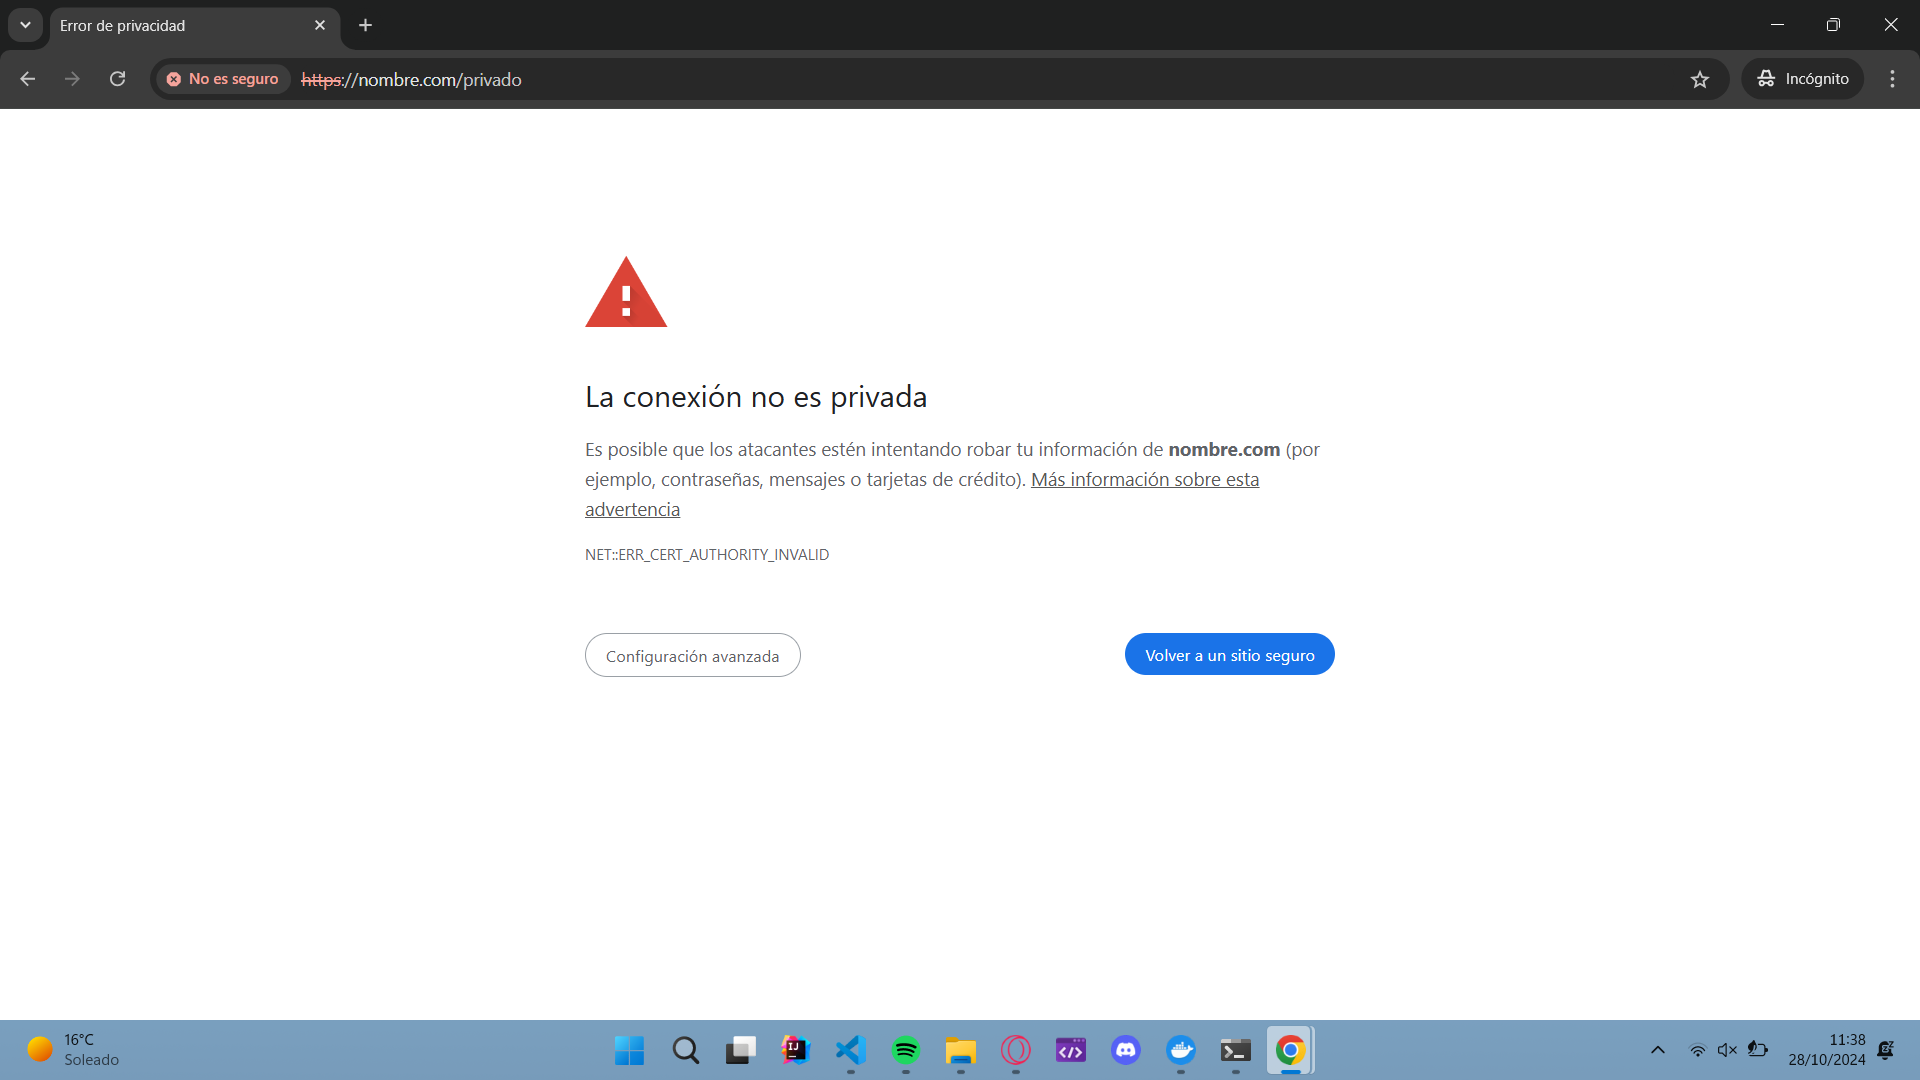 Error de privacidad
No es seguro
https://nombre.com/privado
Incógnito
La conexión no es privada
Es posible que los atacantes estén intentando robar tu información de nombre.com (por
ejemplo, contraseñas, mensajes o tarjetas de crédito). Más información sobre esta
advertencia
NET::ERR_CERT_AUTHORITY_INVALID
Configuración avanzada
Volver a un sitio seguro
16°C
Soleado
IJ
11:38
28/10/2024